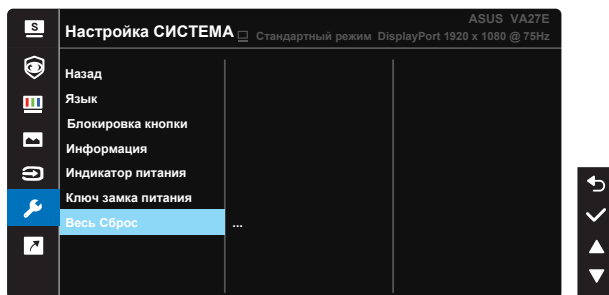 S
ASUS VA27E
Настройка СИСТЕМА Стандартный режим DisplayPort 1920 x 1080 @ 75Hz
Назад
Язык
Блокировка кнопки
Информация
Индикатор питания
Ключ замка питания
Весь Сброс ...